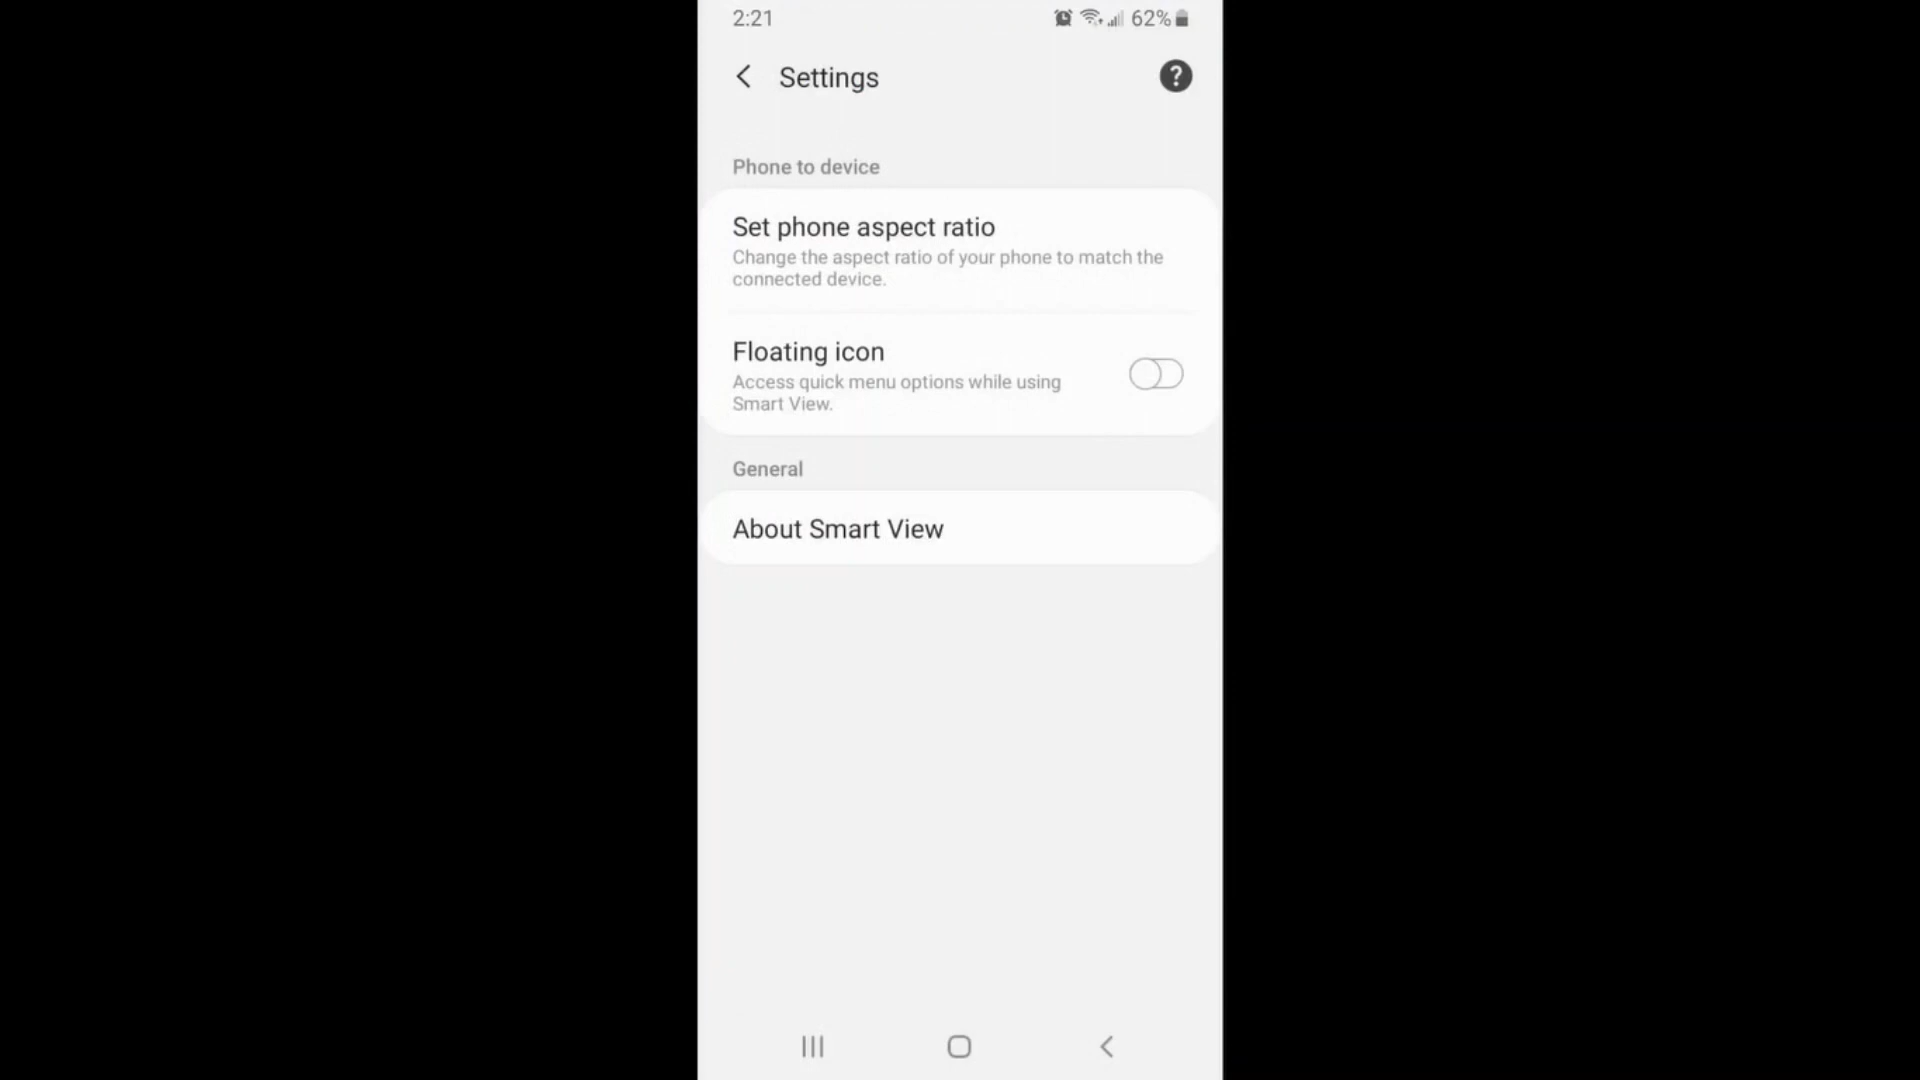 2:21 62%
Settings
Phone to device
Set phone aspect ratio
Change the aspect ratio of your phone to match the
connected device.
Floating icon
Access quick menu options while using
Smart View.
General
About Smart View